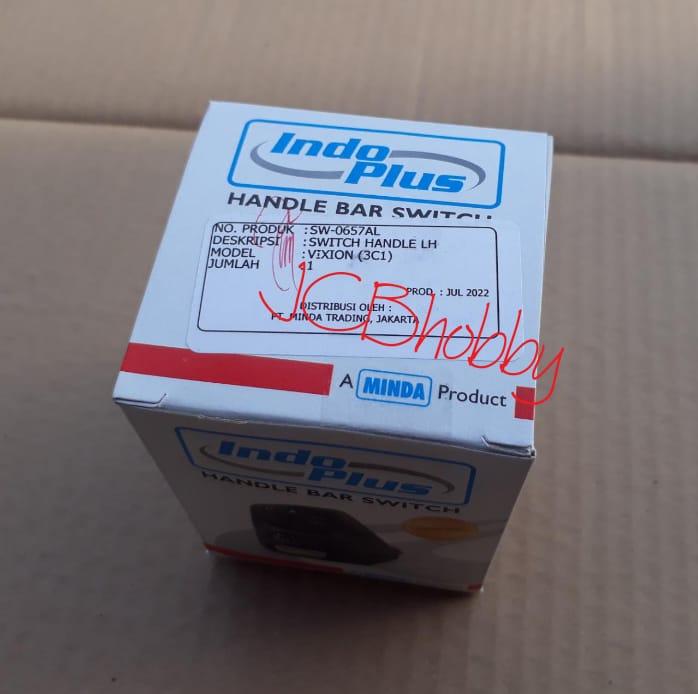 Indo
Plus
HANDLE BAR SWITCH
NO. PRODUK : SW-0657AL
DESKRIPSI : SWITCH HANDLE LH
MODEL : VIXION (3C1)
JUMLAH : 1
PROD. : JUL 2022
DISTRIBUSI OLEH :
PT. MINDA TRADING, JAKARTA
JCBhobby
A MINDA Product
Indo
Plus
HANDLE BAR SWITCH